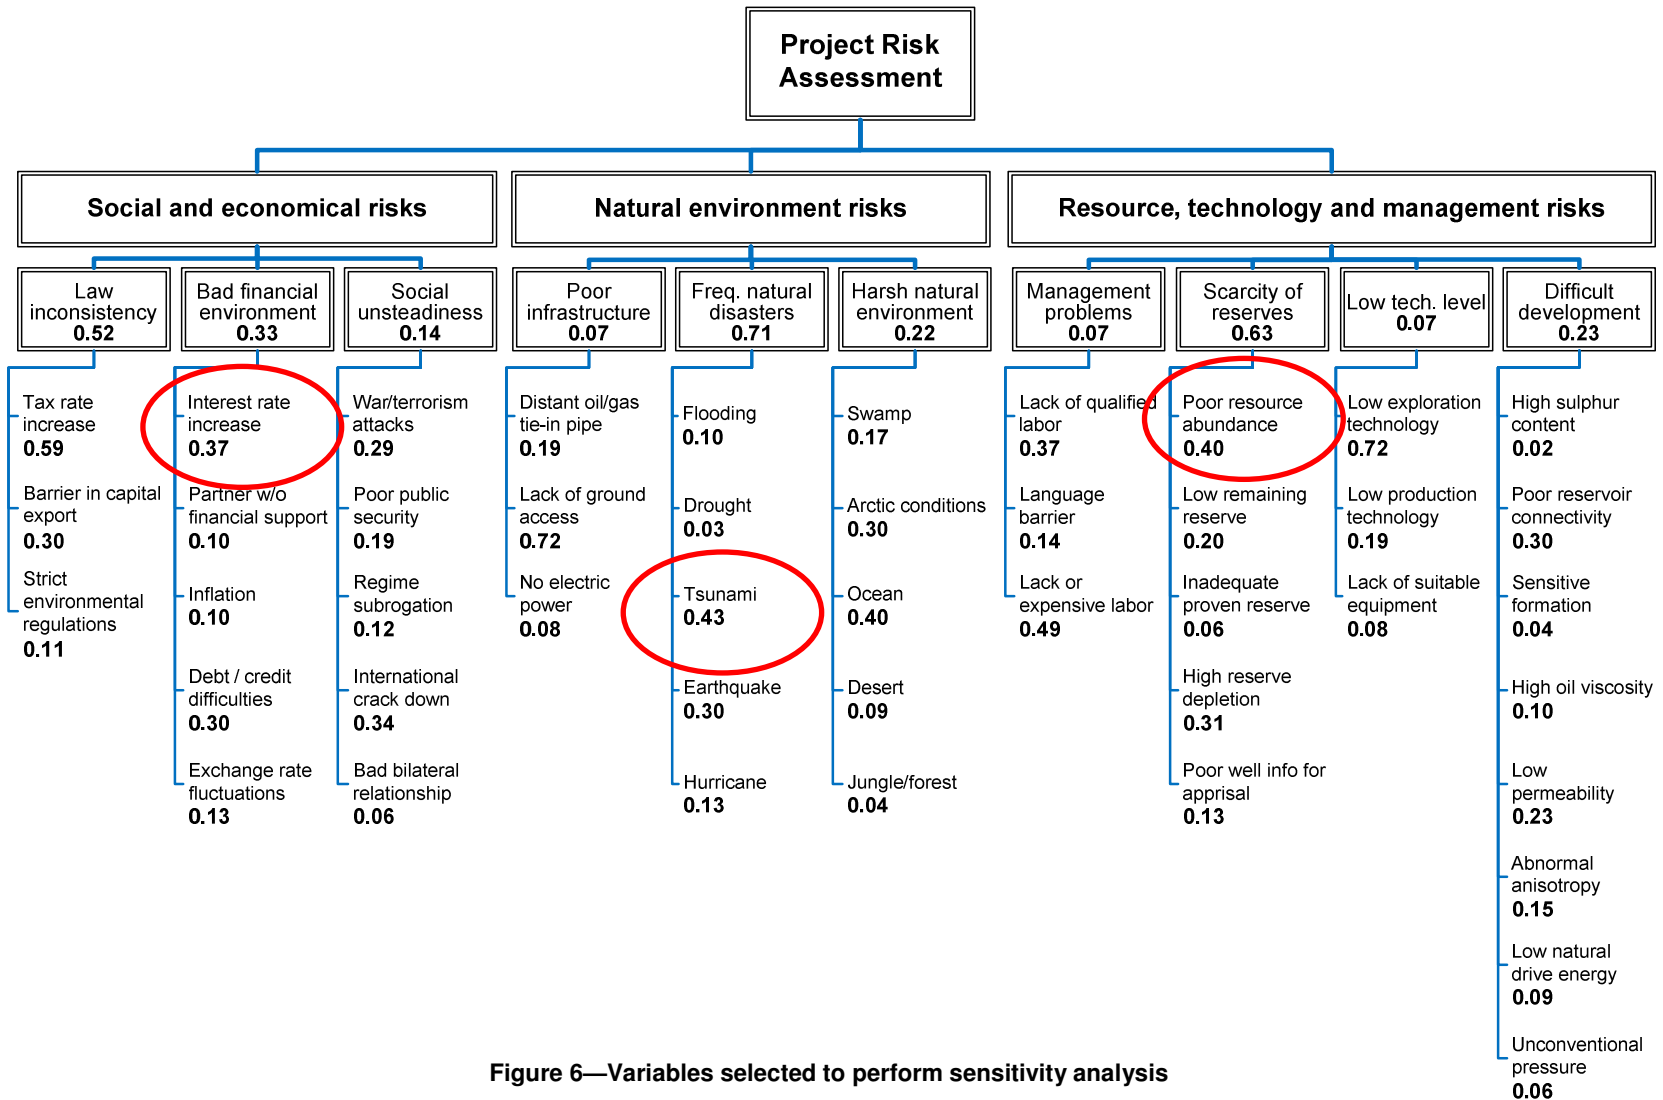 Project Risk
Assessment
Social and economical risks
Natural environment risks
Resource, technology and management risks
Law
inconsistency
0.52
Bad financial
environment
0.33
Social
unsteadiness
0.14
Poor
infrastructure
0.07
Freq. natural
disasters
0.71
Harsh natural
environment
0.22
Management
problems
0.07
Scarcity of
reserves
0.63
Low tech. level
0.07
Difficult
development
0.23
Tax rate
increase
0.59
Barrier in capital
export
0.30
Strict
environmental
regulations
0.11
Interest rate
increase
0.37
Partner w/o
financial support
0.10
Inflation
0.10
Debt / credit
difficulties
0.30
Exchange rate
fluctuations
0.13
War/terrorism
attacks
0.29
Poor public
security
0.19
Regime
subrogation
0.12
International
crack down
0.34
Bad bilateral
relationship
0.06
Distant oil/gas
tie-in pipe
0.19
Lack of ground
access
0.72
No electric
power
0.08
Flooding
0.10
Drought
0.03
Tsunami
0.43
Earthquake
0.30
Hurricane
0.13
Swamp
0.17
Arctic conditions
0.30
Ocean
0.40
Desert
0.09
Jungle/forest
0.04
Lack of qualified
labor
0.37
Language
barrier
0.14
Lack or
expensive labor
0.49
Poor resource
abundance
0.40
Low remaining
reserve
0.20
Inadequate
proven reserve
0.06
High reserve
depletion
0.31
Poor well info for
apprisal
0.13
Low exploration
technology
0.72
Low production
technology
0.19
Lack of suitable
equipment
0.08
High sulphur
content
0.02
Poor reservoir
connectivity
0.30
Sensitive
formation
0.04
High oil viscosity
0.10
Low
permeability
0.23
Abnormal
anisotropy
0.15
Low natural
drive energy
0.09
Unconventional
pressure
0.06
Figure 6—Variables selected to perform sensitivity analysis